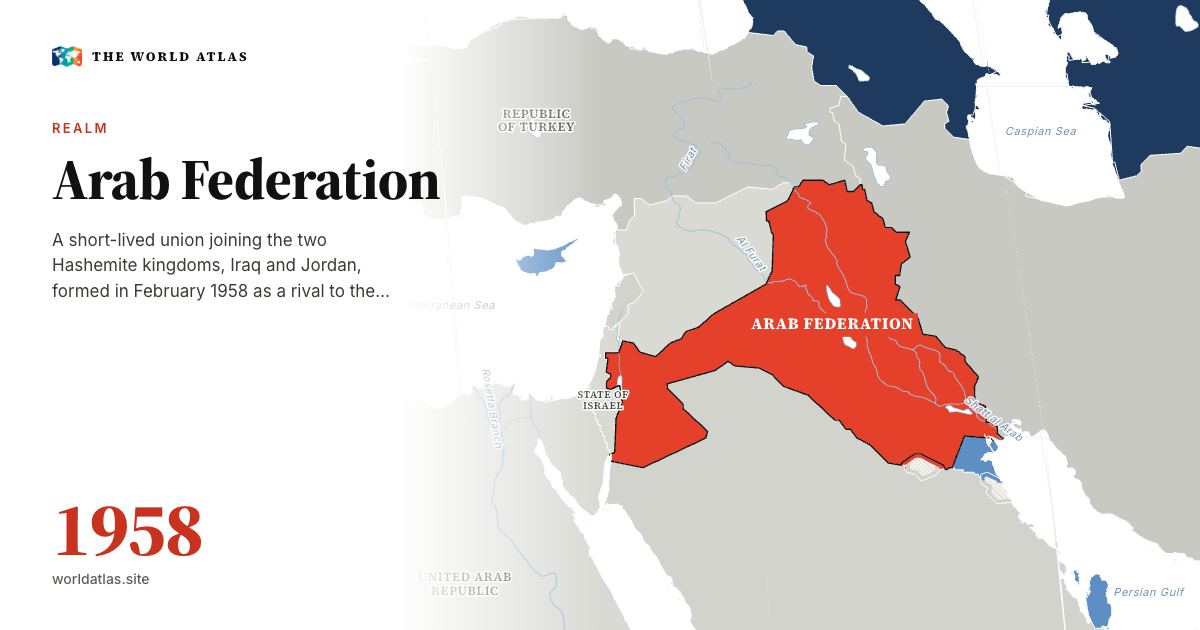 THE WORLD ATLAS
REALM
Arab Federation
A short-lived union joining the two
Hashemite kingdoms, Iraq and Jordan,
formed in February 1958 as a rival to the...
1958
worldatlas.site
REPUBLIC
OF TURKEY
Firat
Caspian Sea
Al Furat
Sea
ARAB FEDERATION
STATE OF
ISRAEL
Rosetta Branch
Shatt al Arab
UNITED ARAB
REPUBLIC
Persian Gulf